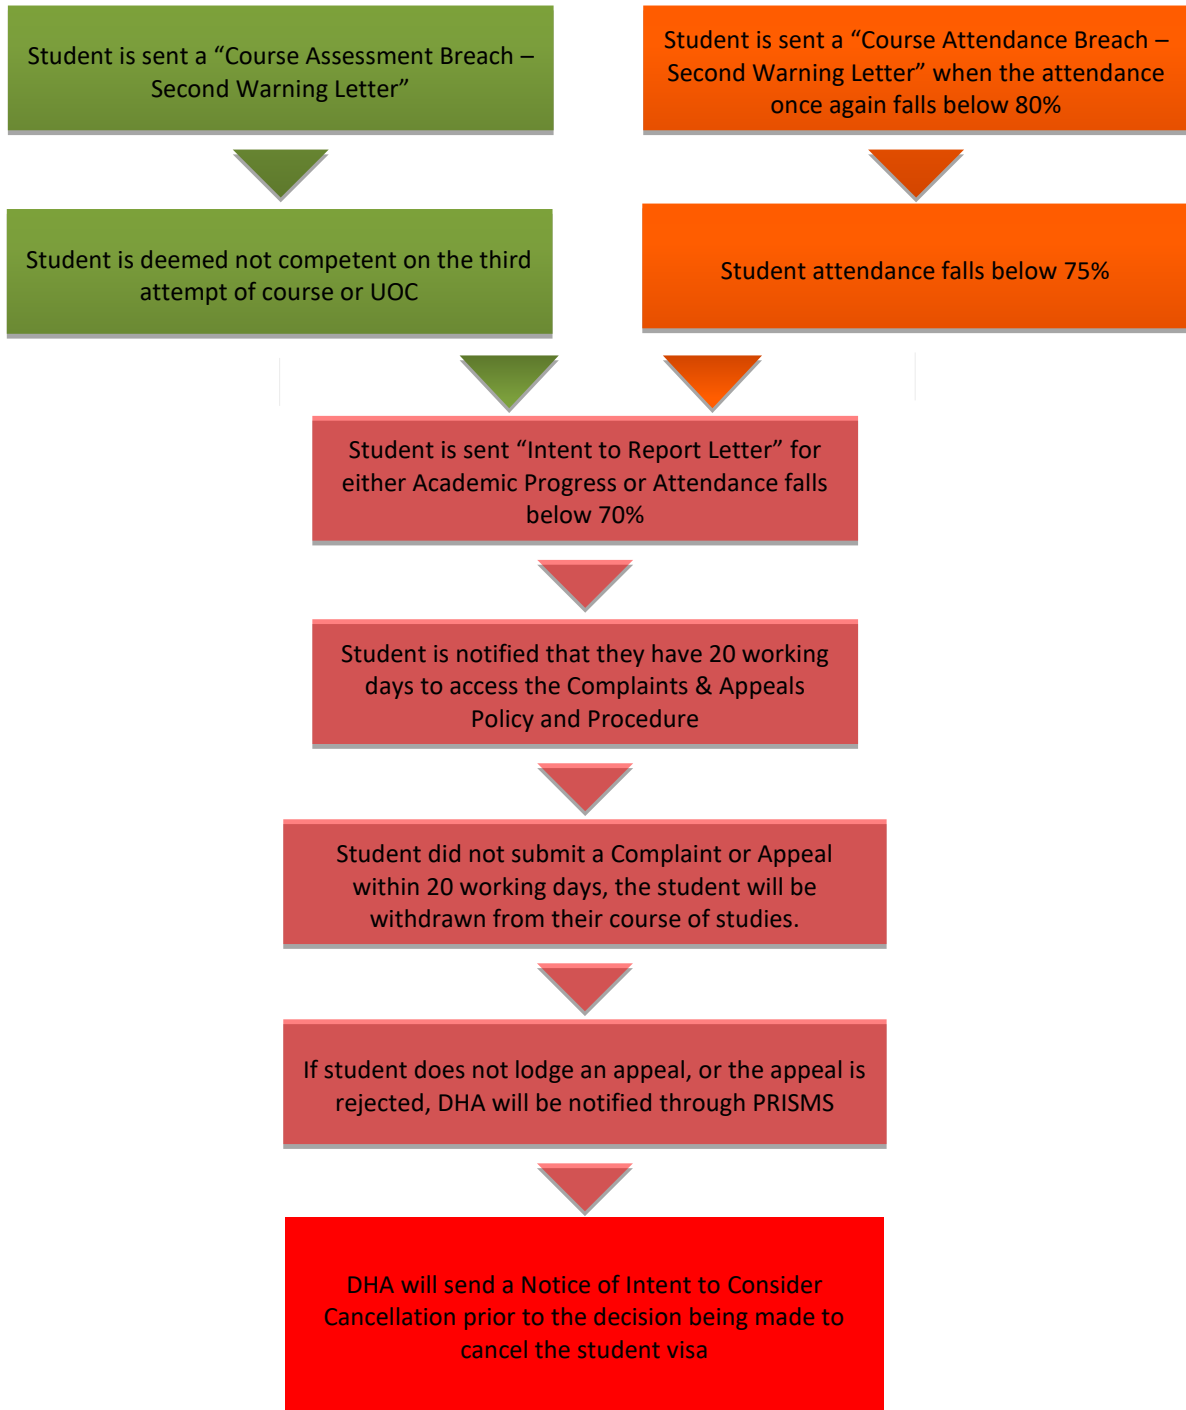 Student is sent a “Course Assessment Breach –
Second Warning Letter”
Student is sent a “Course Attendance Breach –
Second Warning Letter” when the attendance
once again falls below 80%
Student is deemed not competent on the third
attempt of course or UOC
Student attendance falls below 75%
Student is sent “Intent to Report Letter” for
either Academic Progress or Attendance falls
below 70%
Student is notified that they have 20 working
days to access the Complaints & Appeals
Policy and Procedure
Student did not submit a Complaint or Appeal
within 20 working days, the student will be
withdrawn from their course of studies.
If student does not lodge an appeal, or the appeal is
rejected, DHA will be notified through PRISMS
DHA will send a Notice of Intent to Consider
Cancellation prior to the decision being made to
cancel the student visa